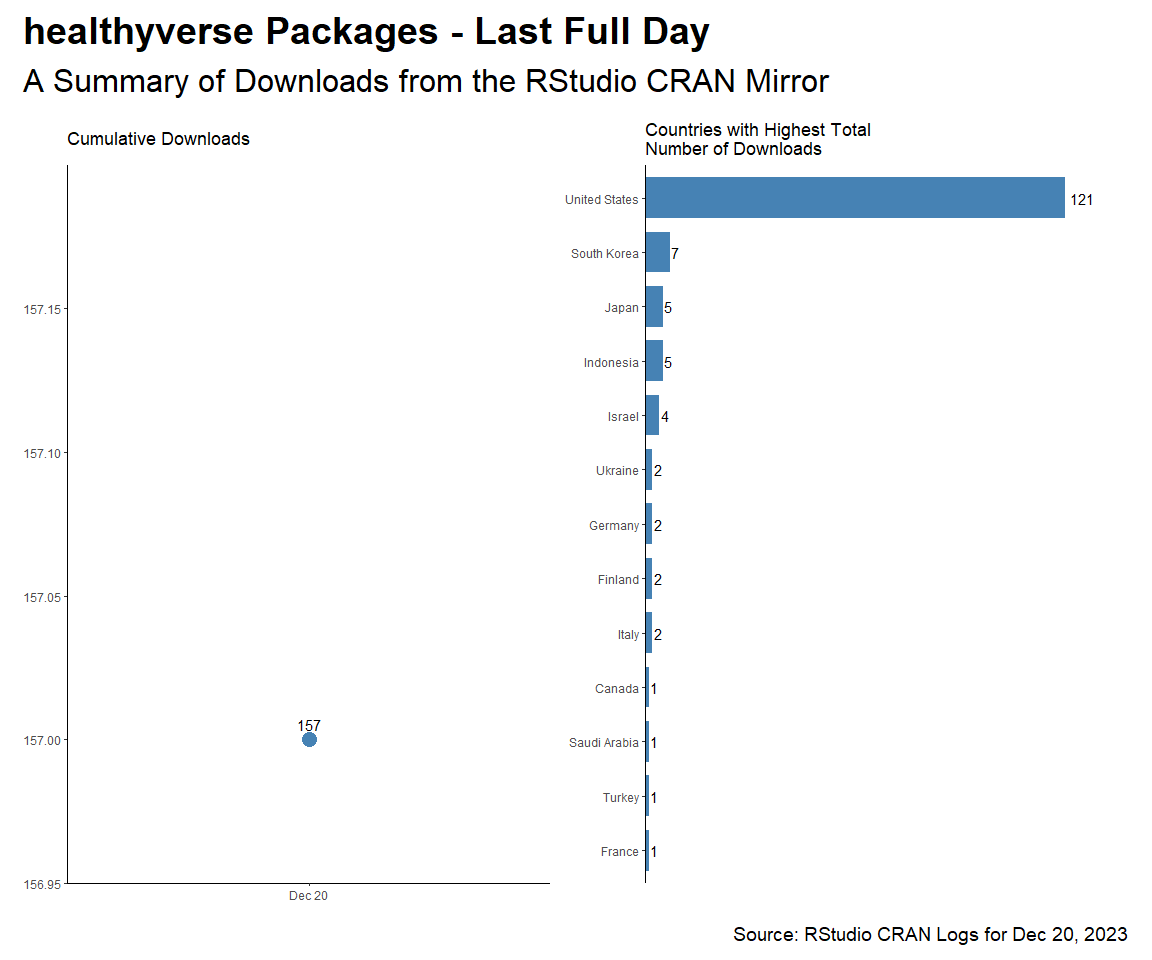 healthyverse Packages - Last Full Day
A Summary of Downloads from the RStudio CRAN Mirror
Cumulative Downloads
157.15
157.10
157.05
157.00
156.95
157
Dec 20
Countries with Highest Total
Number of Downloads
United States 121
South Korea 7
Japan 5
Indonesia 5
Israel 4
Ukraine 2
Germany 2
Finland 2
Italy 2
Canada 1
Saudi Arabia 1
Turkey 1
France 1
Source: RStudio CRAN Logs for Dec 20, 2023